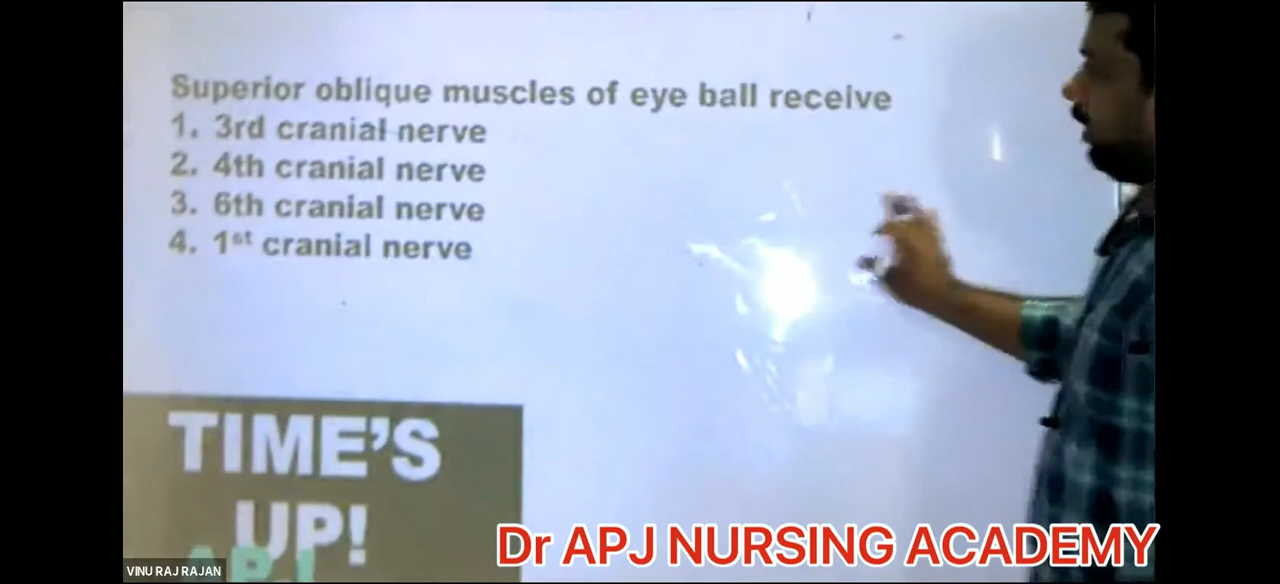 Superior oblique muscles of eye ball receive
1. 3rd cranial nerve
2. 4th cranial nerve
3. 6th cranial nerve
4. 1st cranial nerve
TIME'S
UP!
APJ
Dr APJ NURSING ACADEMY
VINU RAJ RAJAN